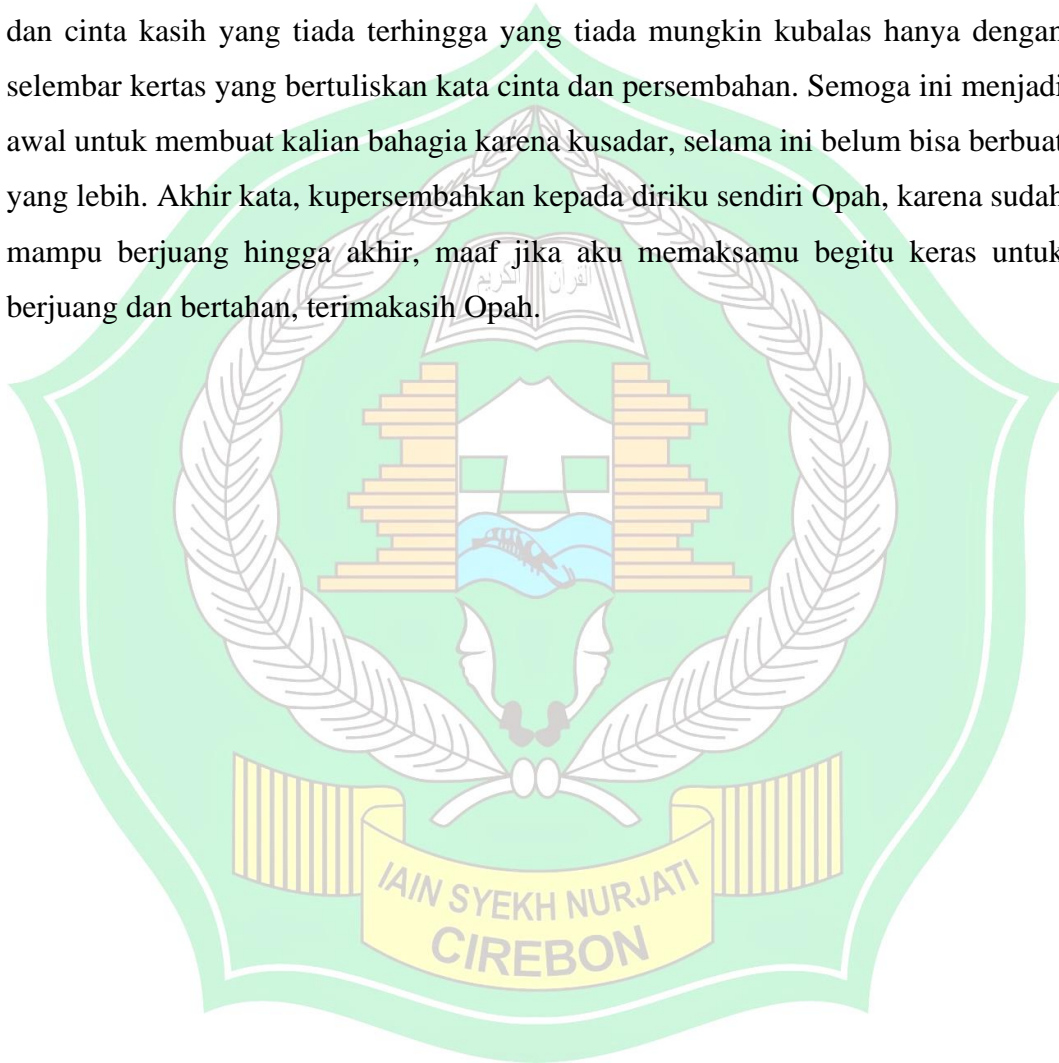 dan cinta kasih yang tiada terhingga yang tiada mungkin kubalas hanya dengan
selembar kertas yang bertuliskan kata cinta dan persembahan. Semoga ini menjadi
awal untuk membuat kalian bahagia karena kusadar, selama ini belum bisa berbuat
yang lebih. Akhir kata, kupersembahkan kepada diriku sendiri Opah, karena sudah
mampu berjuang hingga akhir, maaf jika aku memaksamu begitu keras untuk
القرآن الكريم
berjuang dan bertahan, terimakasih Opah.
IAIN SYEKH NURJATI
CIREBON